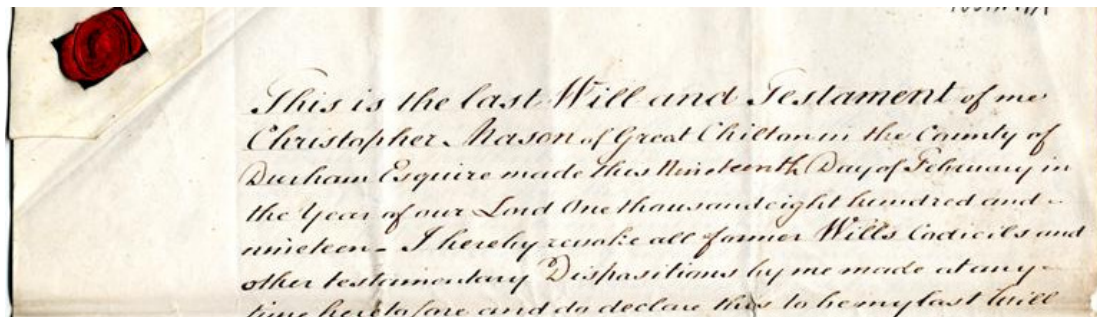 This is the last Will and Testament of me
Christopher Mason of Great Chilton in the County of
Durham Esquire made this Nineteenth Day of February in
the Year of our Lord One thousand eight hundred and
nineteen - I hereby revoke all former Wills Codicils and
other testamentary Dispositions by me made at any
time heretofore and do declare this to be my last Will